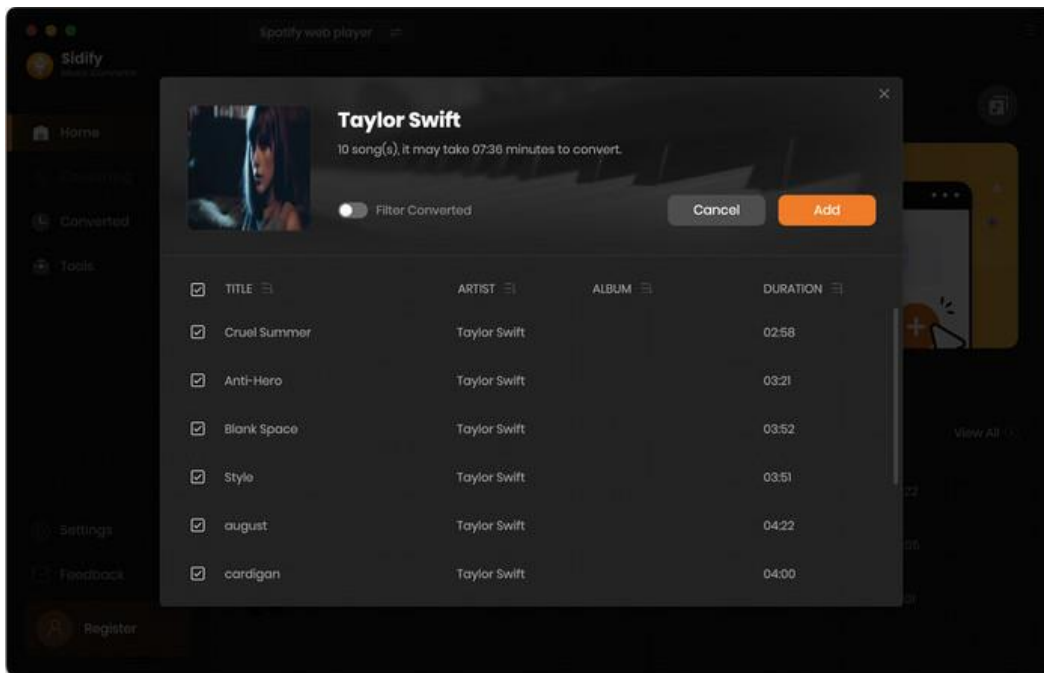 Spotify web player
Sidify
Music Converter
Home
Converting
Converted
Tools
Settings
Feedback
Register
Taylor Swift
10 song(s), it may take 07:36 minutes to convert.
Filter Converted
Cancel
Add
TITLE ARTIST ALBUM DURATION
Cruel Summer Taylor Swift 02:58
Anti-Hero Taylor Swift 03:21
Blank Space Taylor Swift 03:52
Style Taylor Swift 03:51
august Taylor Swift 04:22
cardigan Taylor Swift 04:00
View All